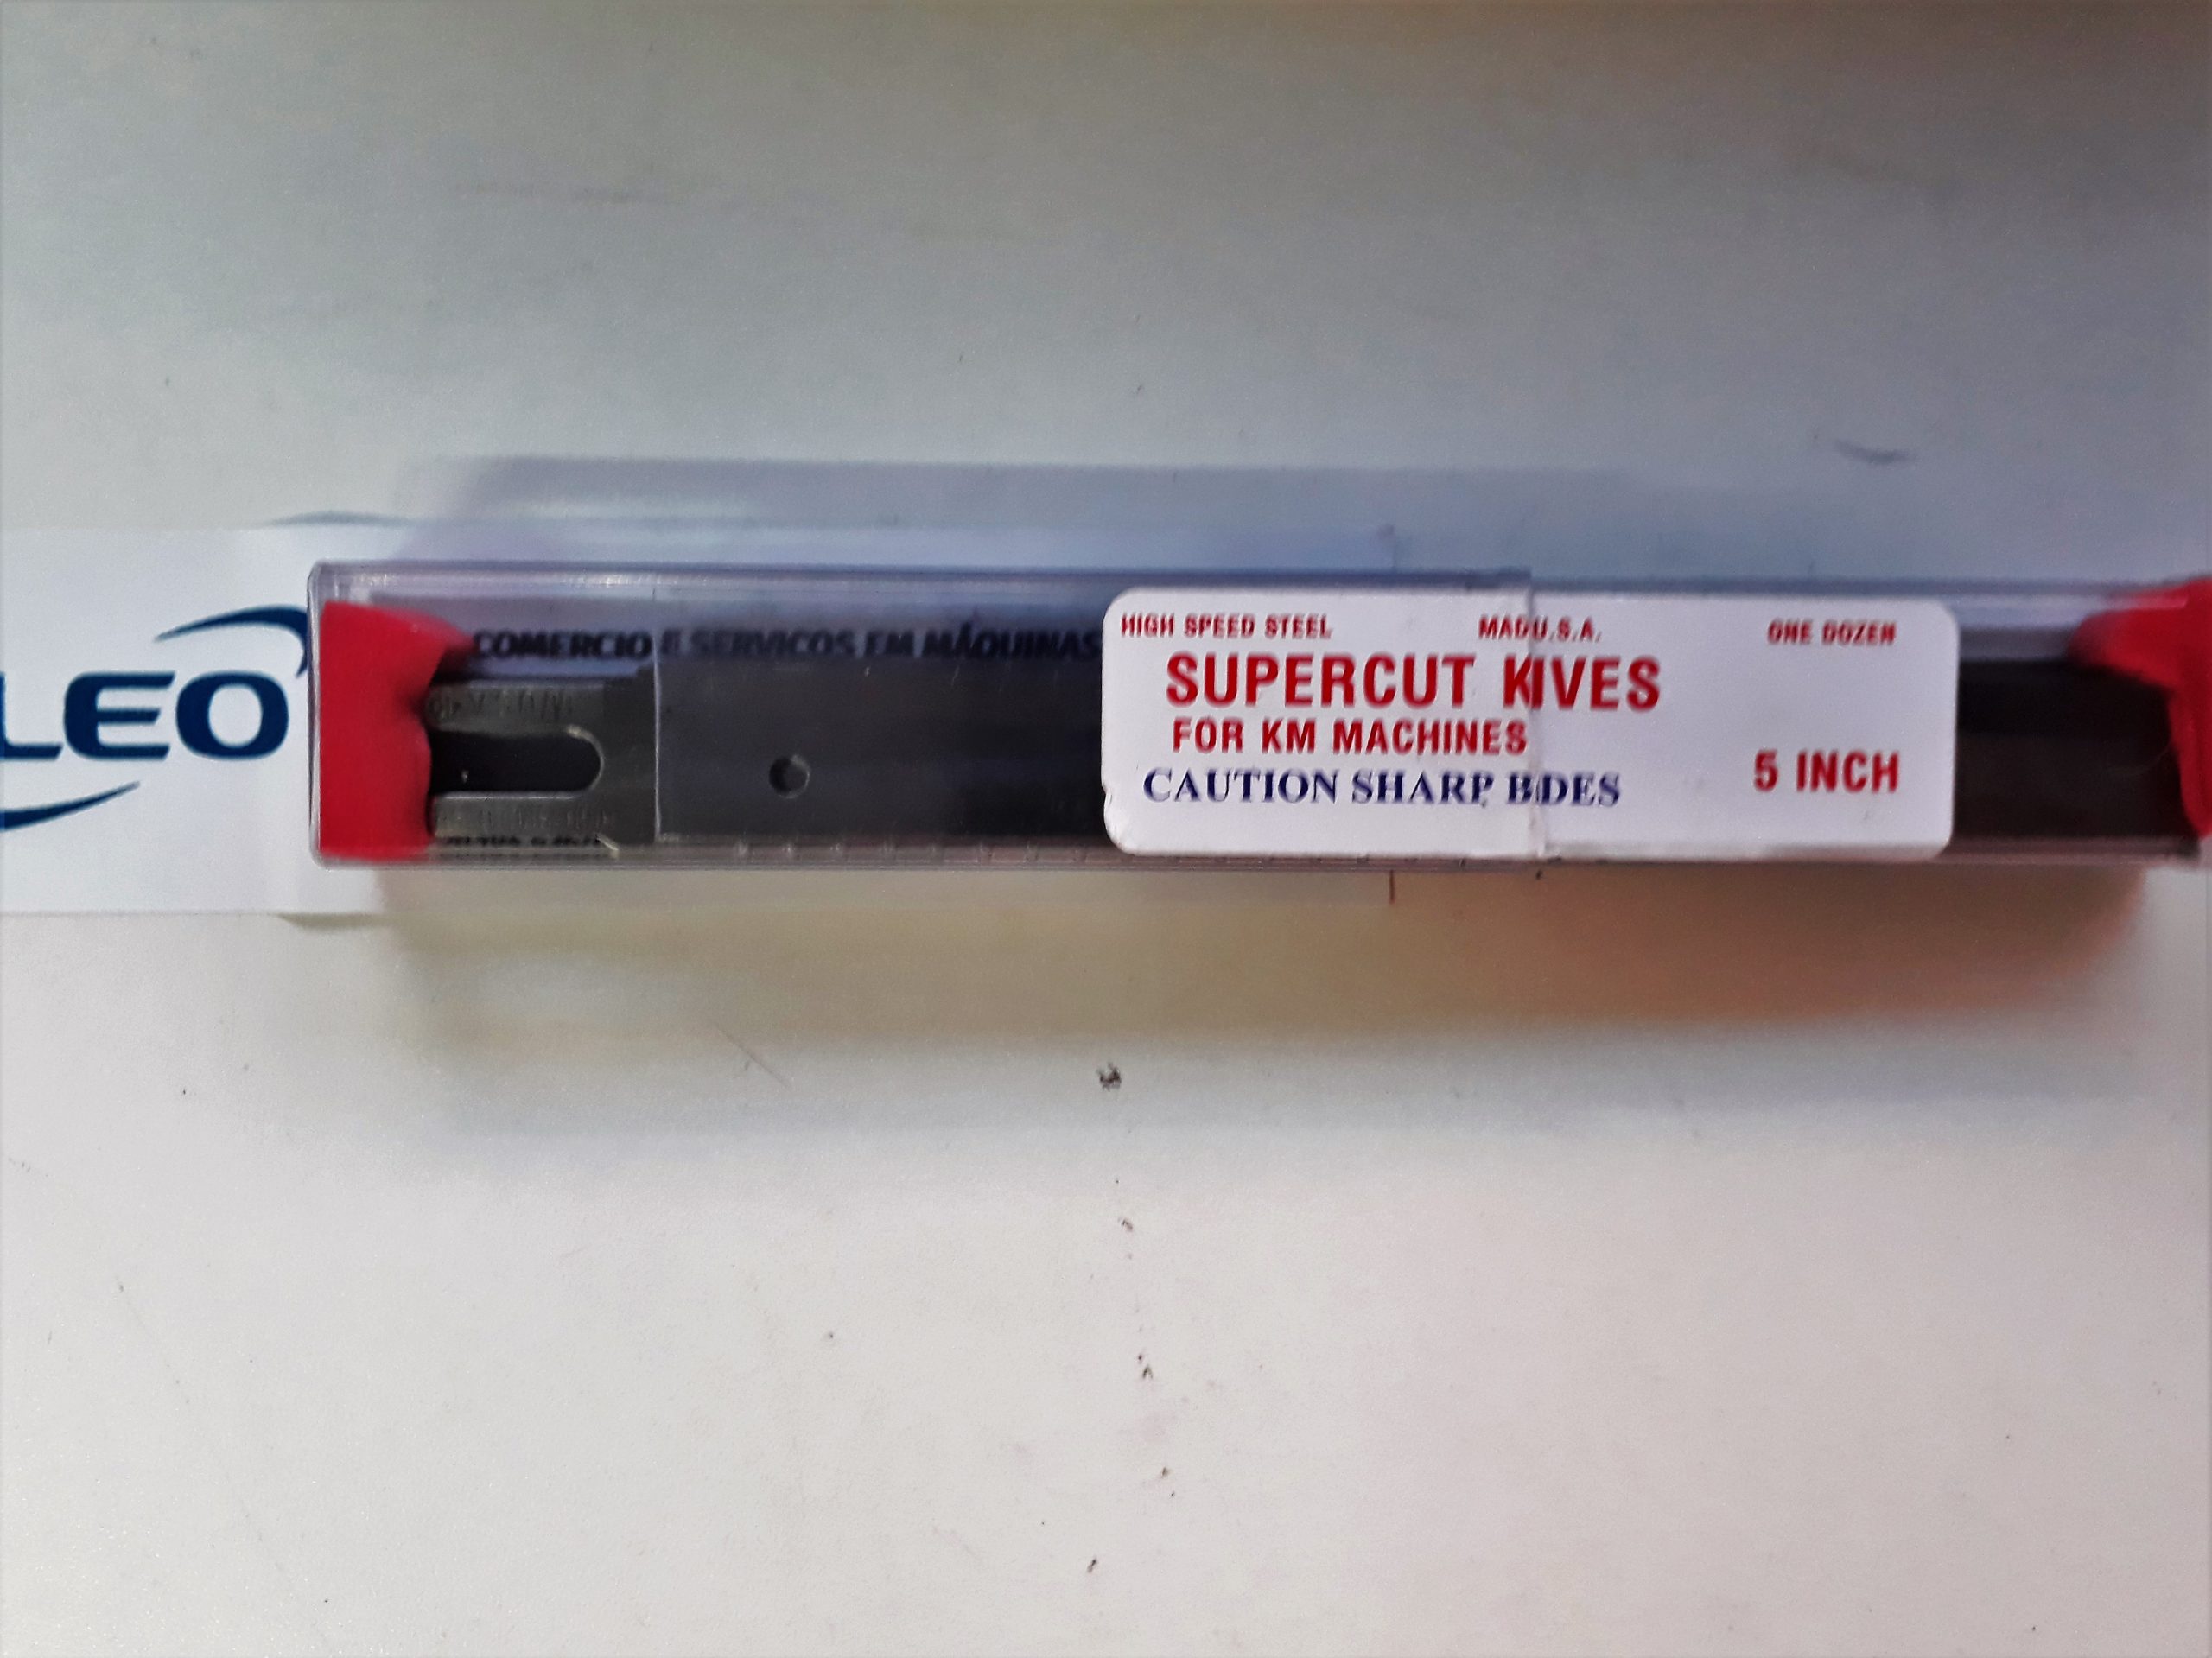 LEO
COMERCIO E SERVICOS EM MÁQUINAS
HIGH SPEED STEEL MADU.S.A. ONE DOZEN
SUPERCUT KIVES
FOR KM MACHINES
CAUTION SHARP BDES
5 INCH